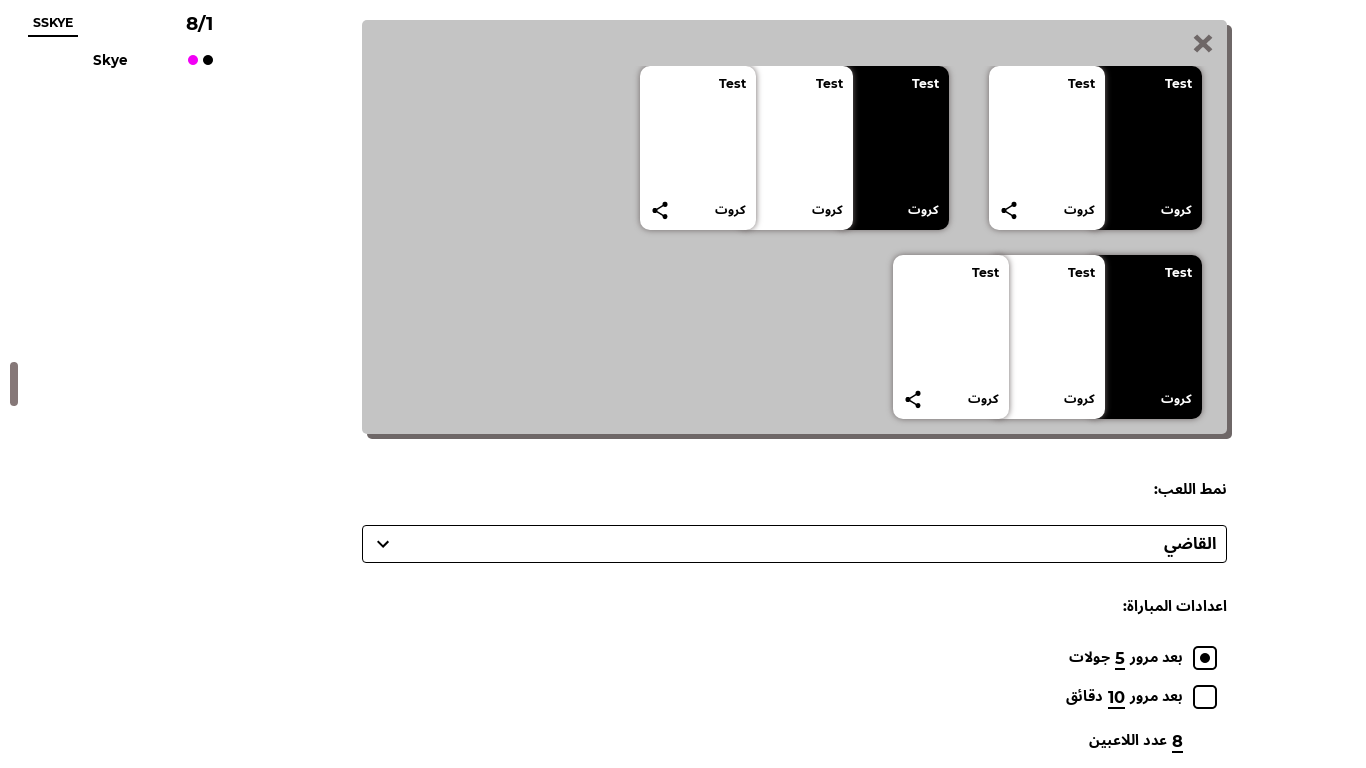 SSKYE
8/1
Skye
Test Test
كروت كروت
Test Test Test
كروت كروت كروت
Test Test Test
كروت كروت كروت
نمط اللعب:
القاضي
اعدادات المباراة:
بعد مرور 5 جولات
بعد مرور 10 دقائق
8 عدد اللاعبين